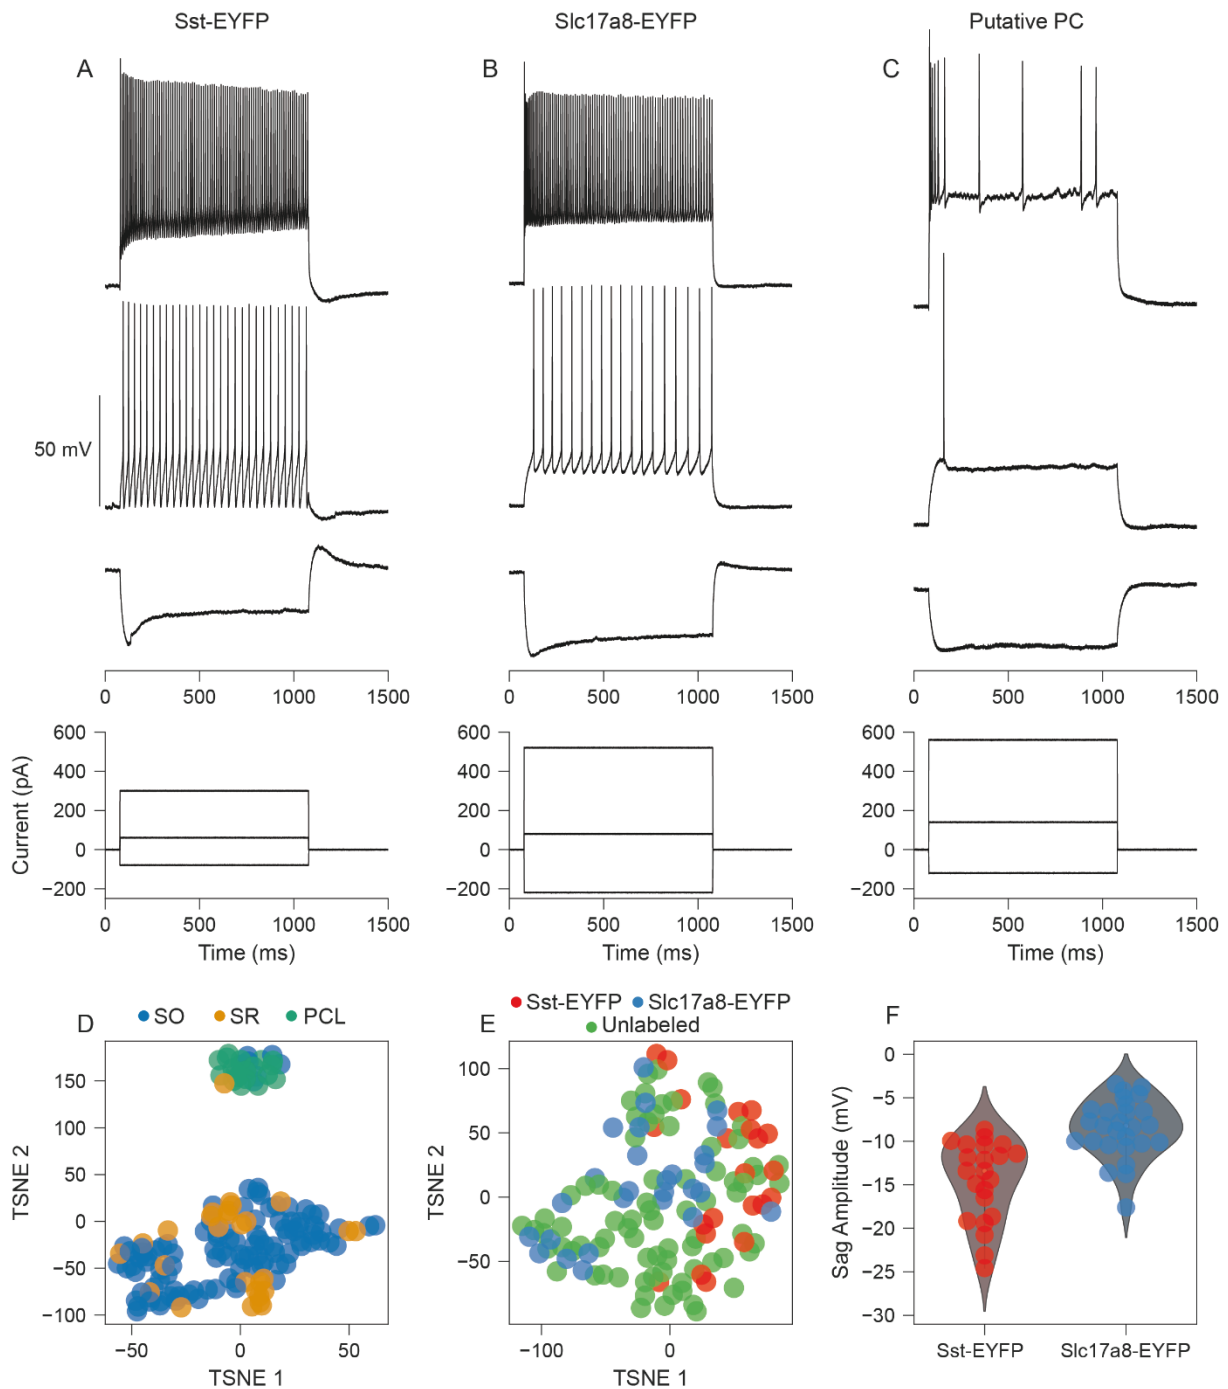 Sst-EYFP Slc17a8-EYFP Putative PC
A B C
50 mV
0 500 1000 1500 0 500 1000 1500 0 500 1000 1500
600 600 600
400 400 400
200 200 200
0 0 0
−200 −200 −200
Current (pA)
0 500 1000 1500 0 500 1000 1500 0 500 1000 1500
Time (ms) Time (ms) Time (ms)
D
SO SR PCL
150
100
50
0
−50
−100
TSNE 2
−50 0 50
TSNE 1
E
Sst-EYFP Slc17a8-EYFP
Unlabeled
100
50
0
−50
TSNE 2
−100 0
TSNE 1
F
0
−5
−10
−15
−20
−25
−30
Sag Amplitude (mV)
Sst-EYFP Slc17a8-EYFP